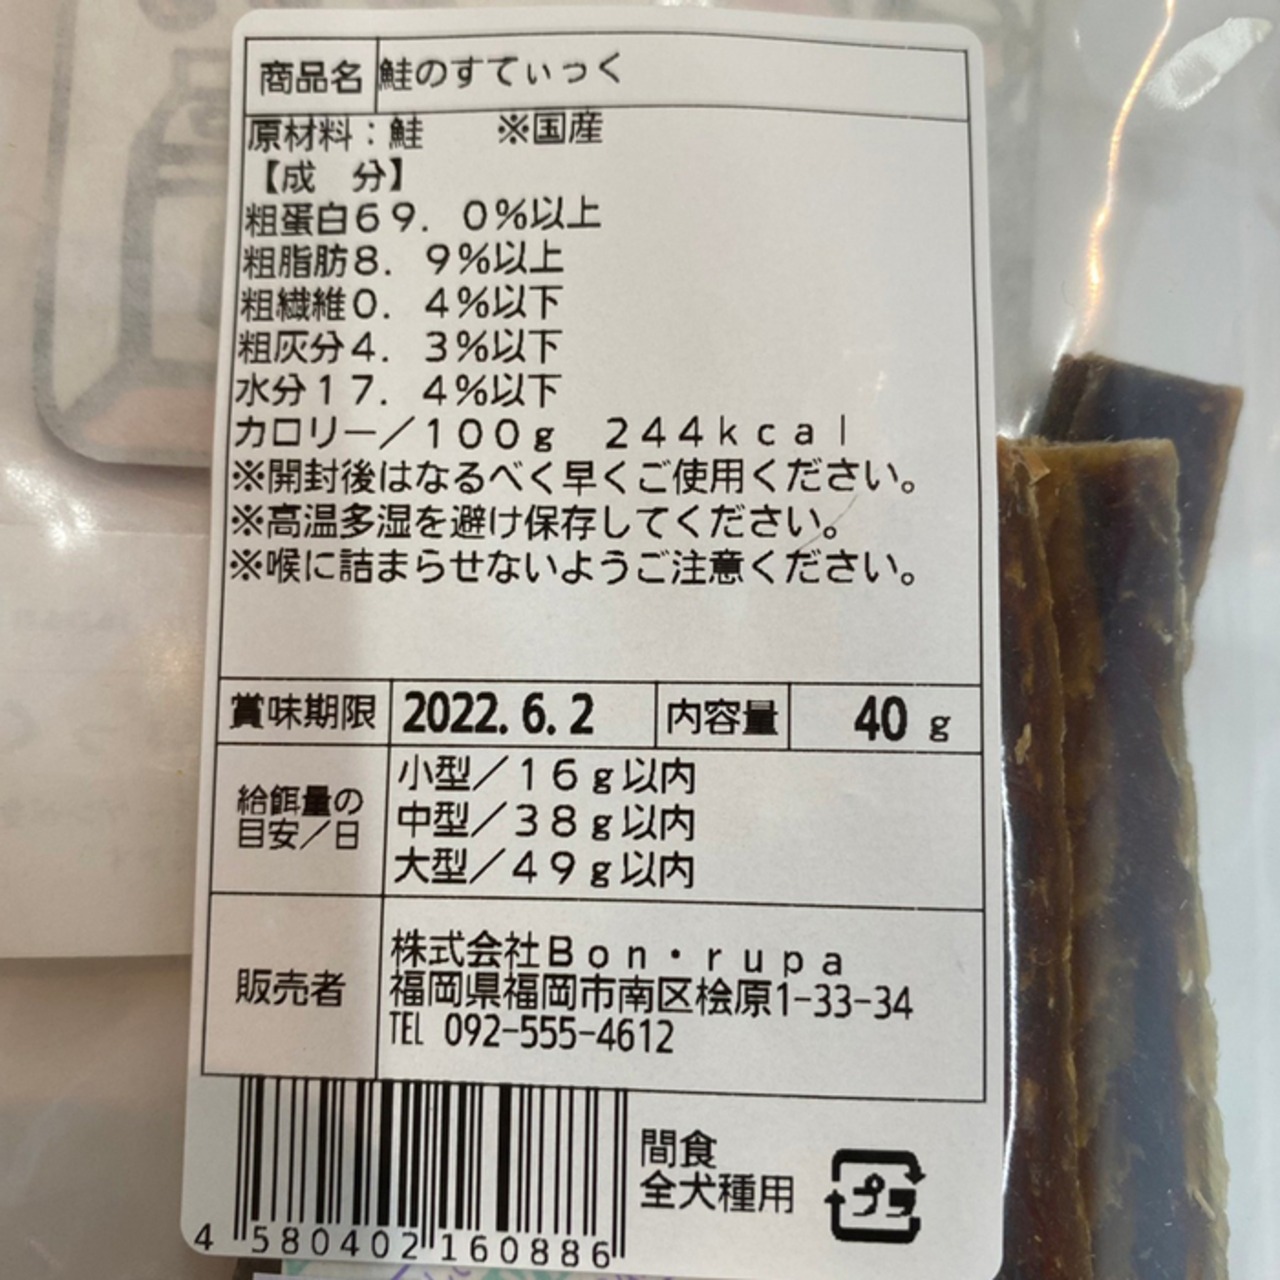 商品名 鮭のすてぃっく
原材料：鮭　※国産
【成　分】
粗蛋白６９．０％以上
粗脂肪８．９％以上
粗繊維０．４％以下
粗灰分４．３％以下
水分１７．４％以下
カロリー／１００ｇ　２４４ｋｃａｌ
※開封後はなるべく早くご使用ください。
※高温多湿を避け保存してください。
※喉に詰まらせないようご注意ください。
賞味期限 2022.6.2 内容量 40 g
給餌量の目安／日
小型／１６ｇ以内
中型／３８ｇ以内
大型／４９ｇ以内
販売者
株式会社Ｂｏｎ・ｒｕｐａ
福岡県福岡市南区桧原1-33-34
TEL 092-555-4612
間食
全犬種用
プラ
4 580402 160886